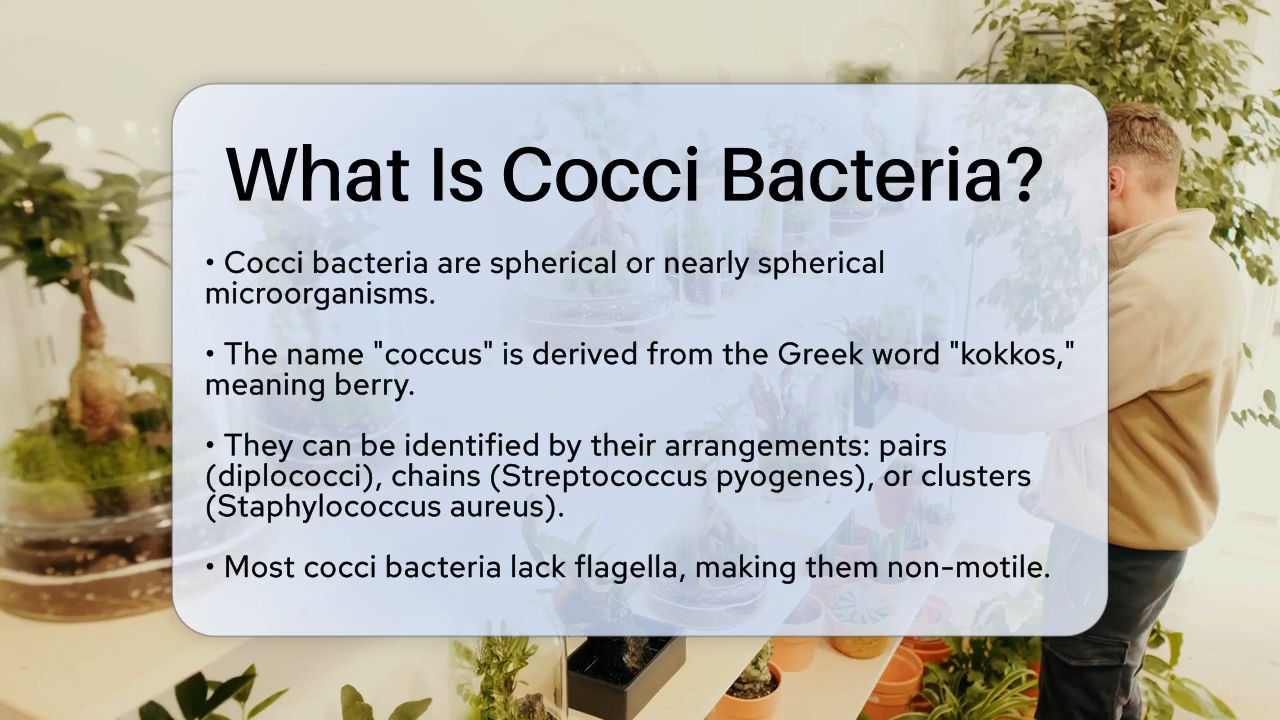 What Is Cocci Bacteria?
• Cocci bacteria are spherical or nearly spherical
microorganisms.
• The name "coccus" is derived from the Greek word "kokkos,"
meaning berry.
• They can be identified by their arrangements: pairs
(diplococci), chains (Streptococcus pyogenes), or clusters
(Staphylococcus aureus).
• Most cocci bacteria lack flagella, making them non-motile.